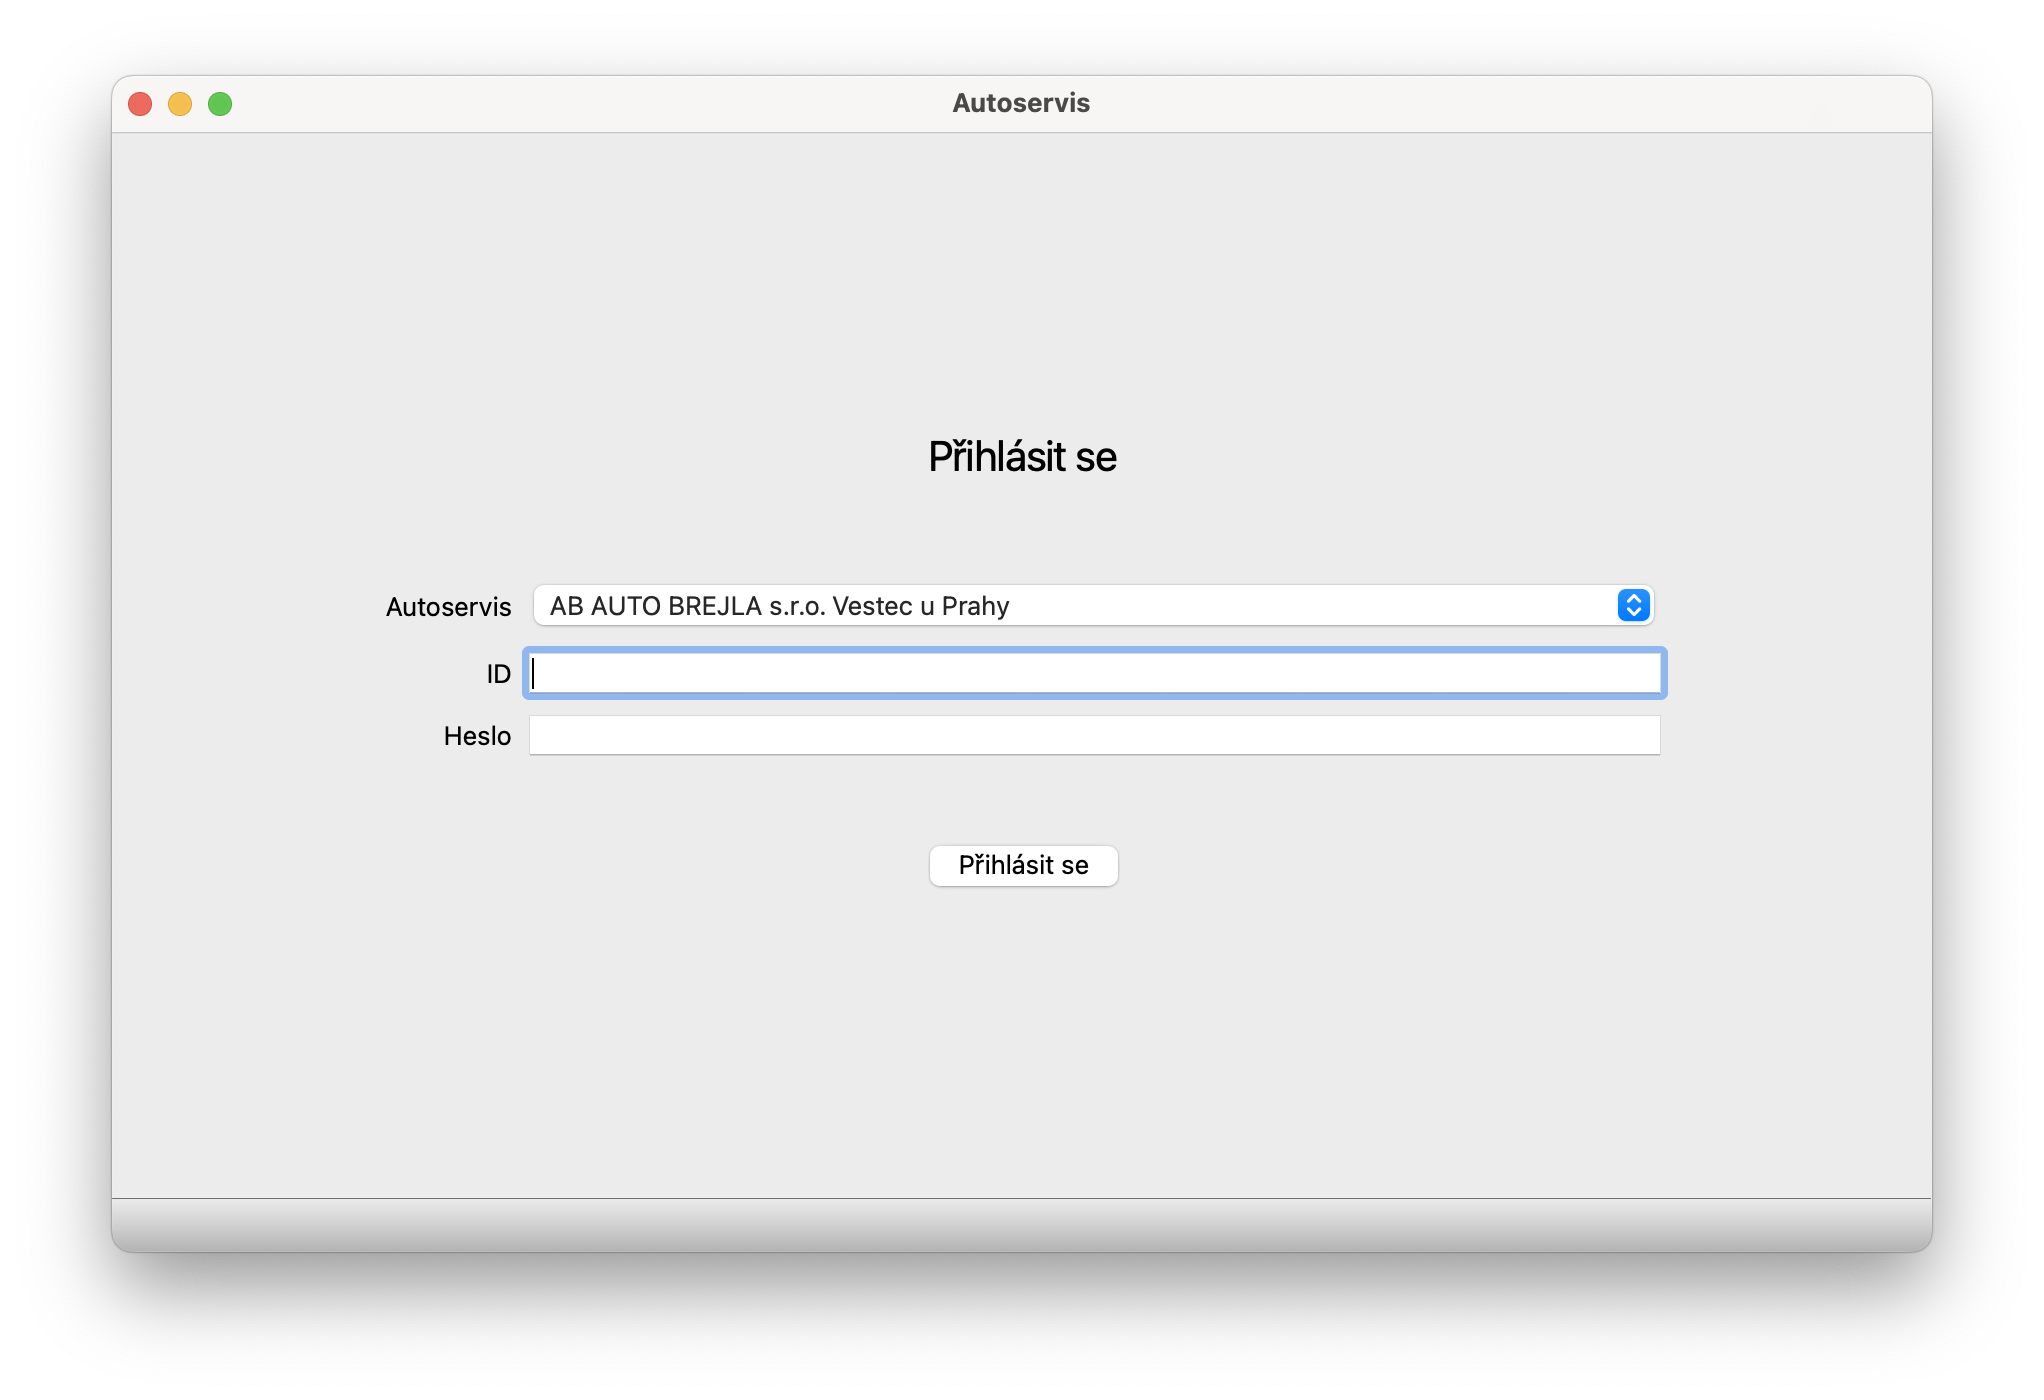 Autoservis
Přihlásit se
Autoservis AB AUTO BREJLA s.r.o. Vestec u Prahy
ID
Heslo
Přihlásit se